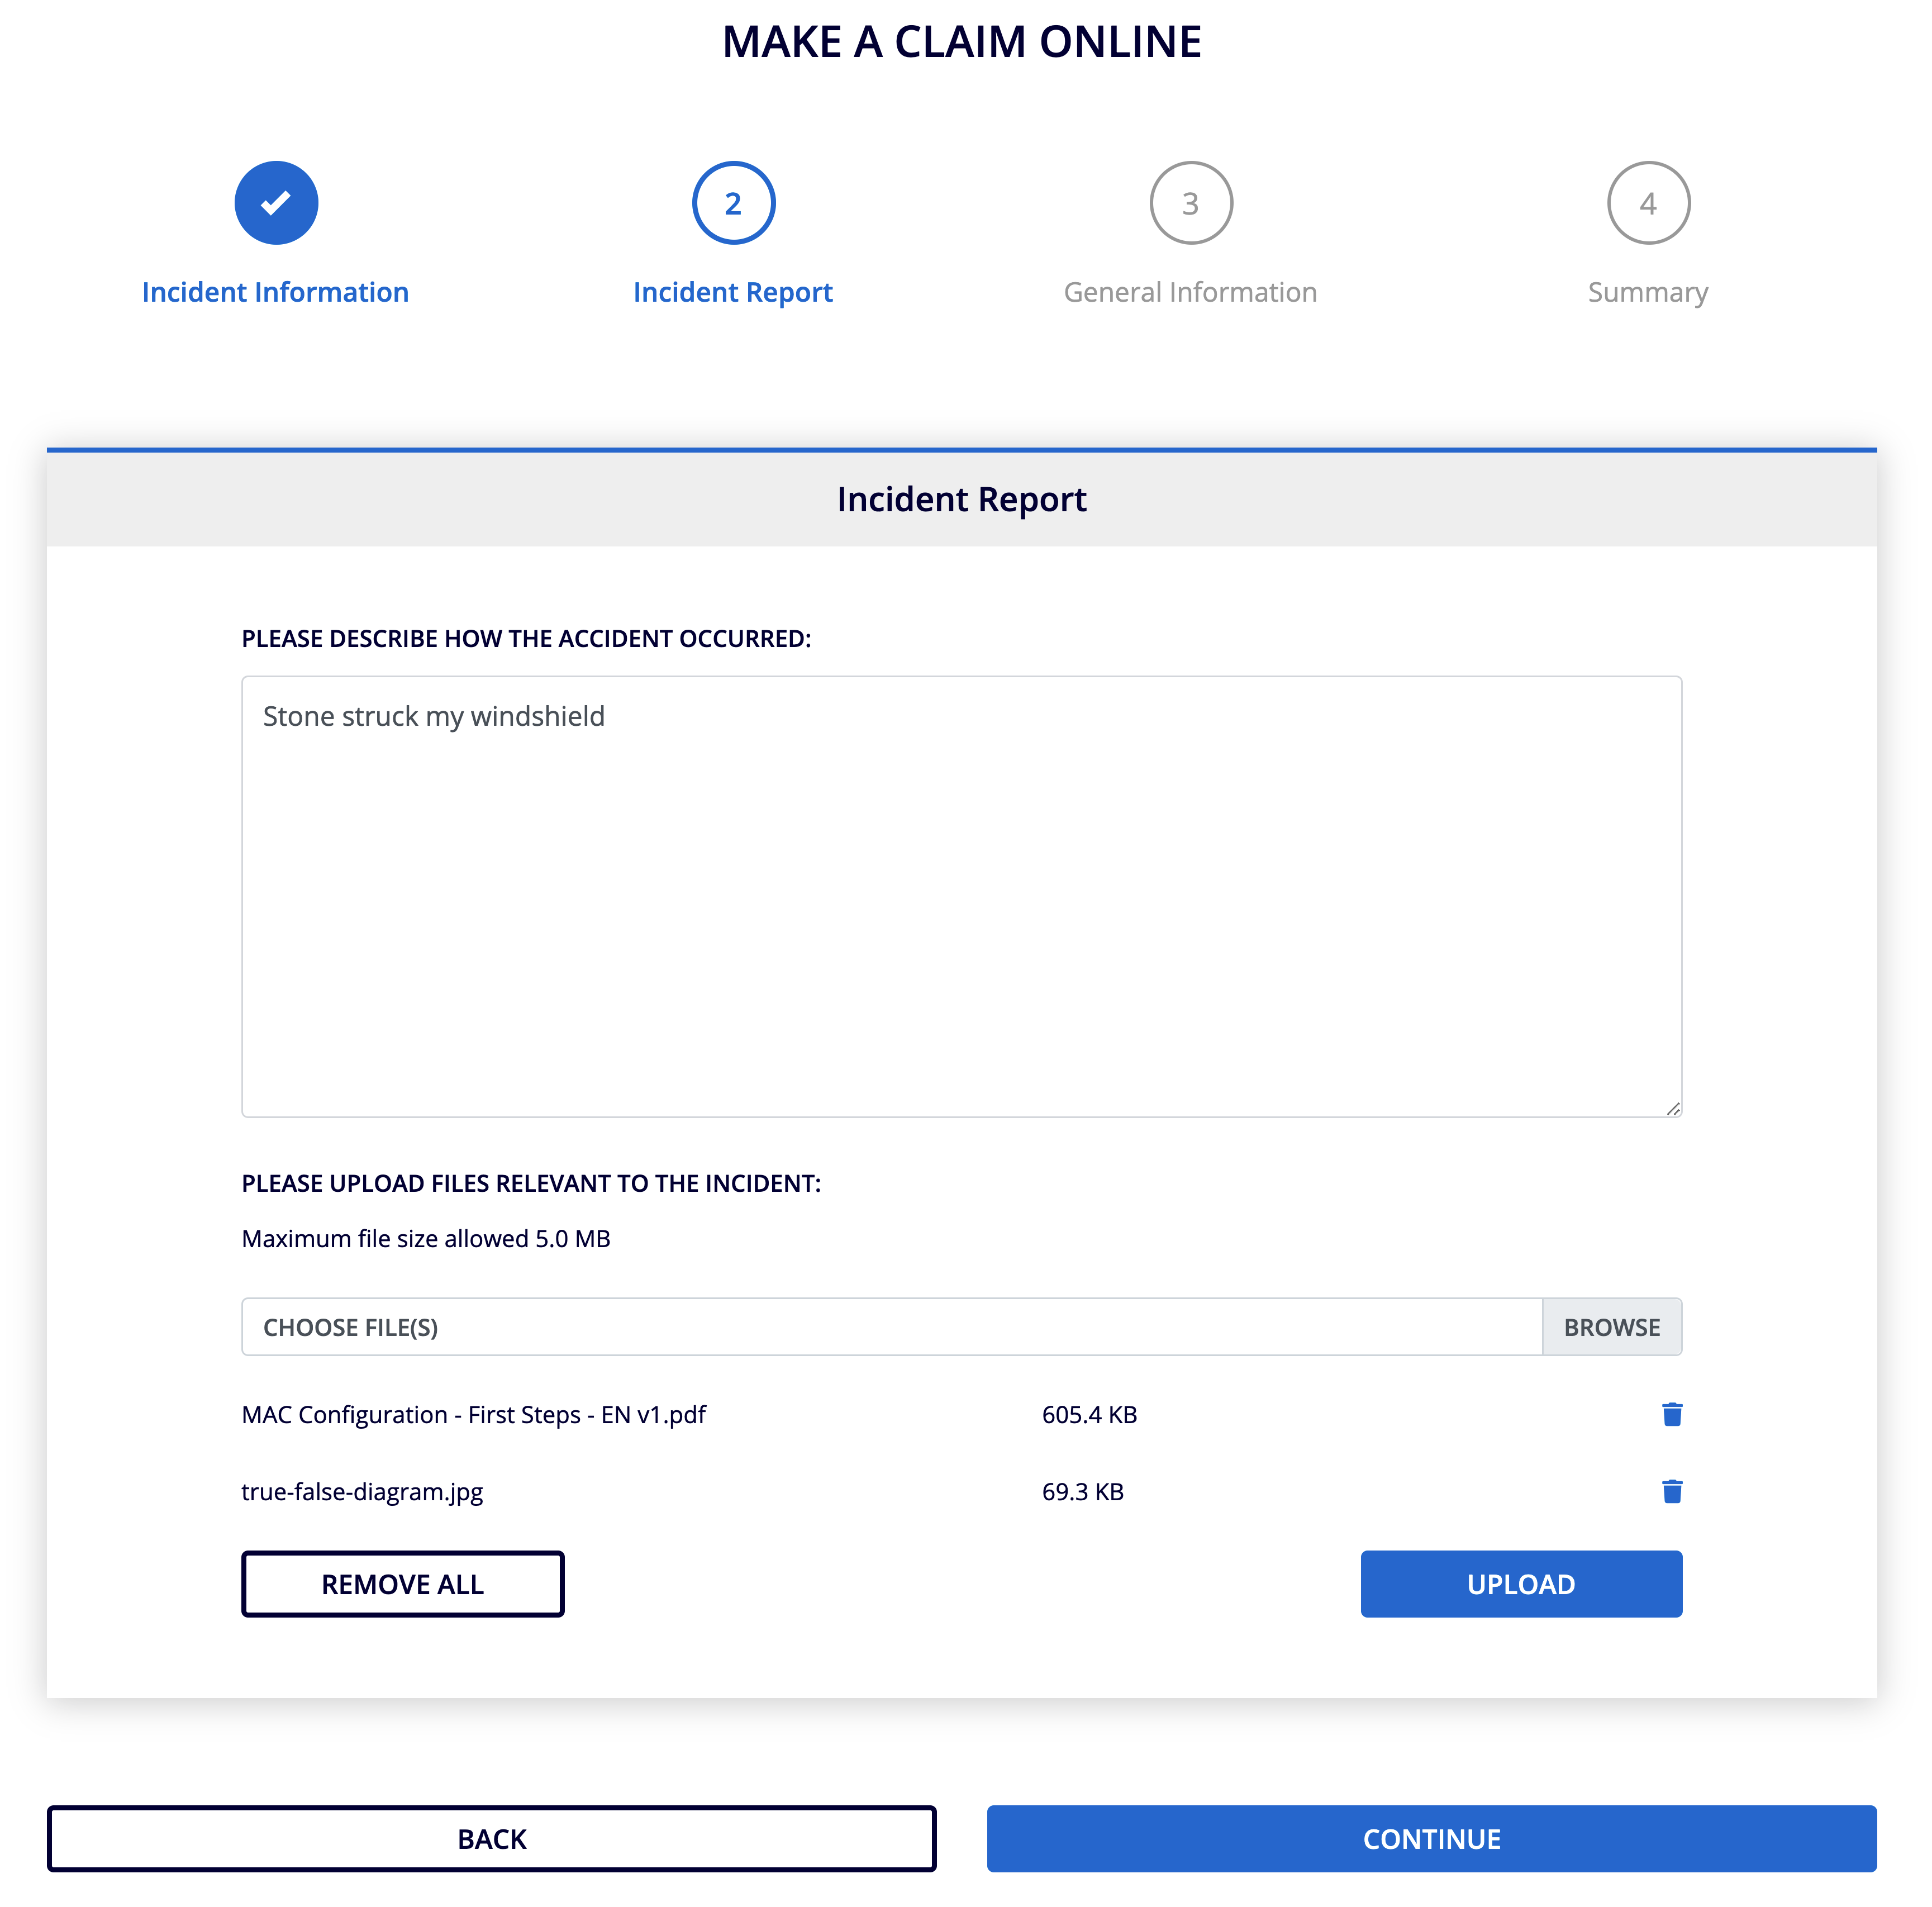 MAKE A CLAIM ONLINE
2
3
4
Incident Information
Incident Report
General Information
Summary
Incident Report
PLEASE DESCRIBE HOW THE ACCIDENT OCCURRED:
Stone struck my windshield
PLEASE UPLOAD FILES RELEVANT TO THE INCIDENT:
Maximum file size allowed 5.0 MB
CHOOSE FILE(S)
BROWSE
MAC Configuration - First Steps - EN v1.pdf
605.4 KB
true-false-diagram.jpg
69.3 KB
REMOVE ALL
UPLOAD
BACK
CONTINUE